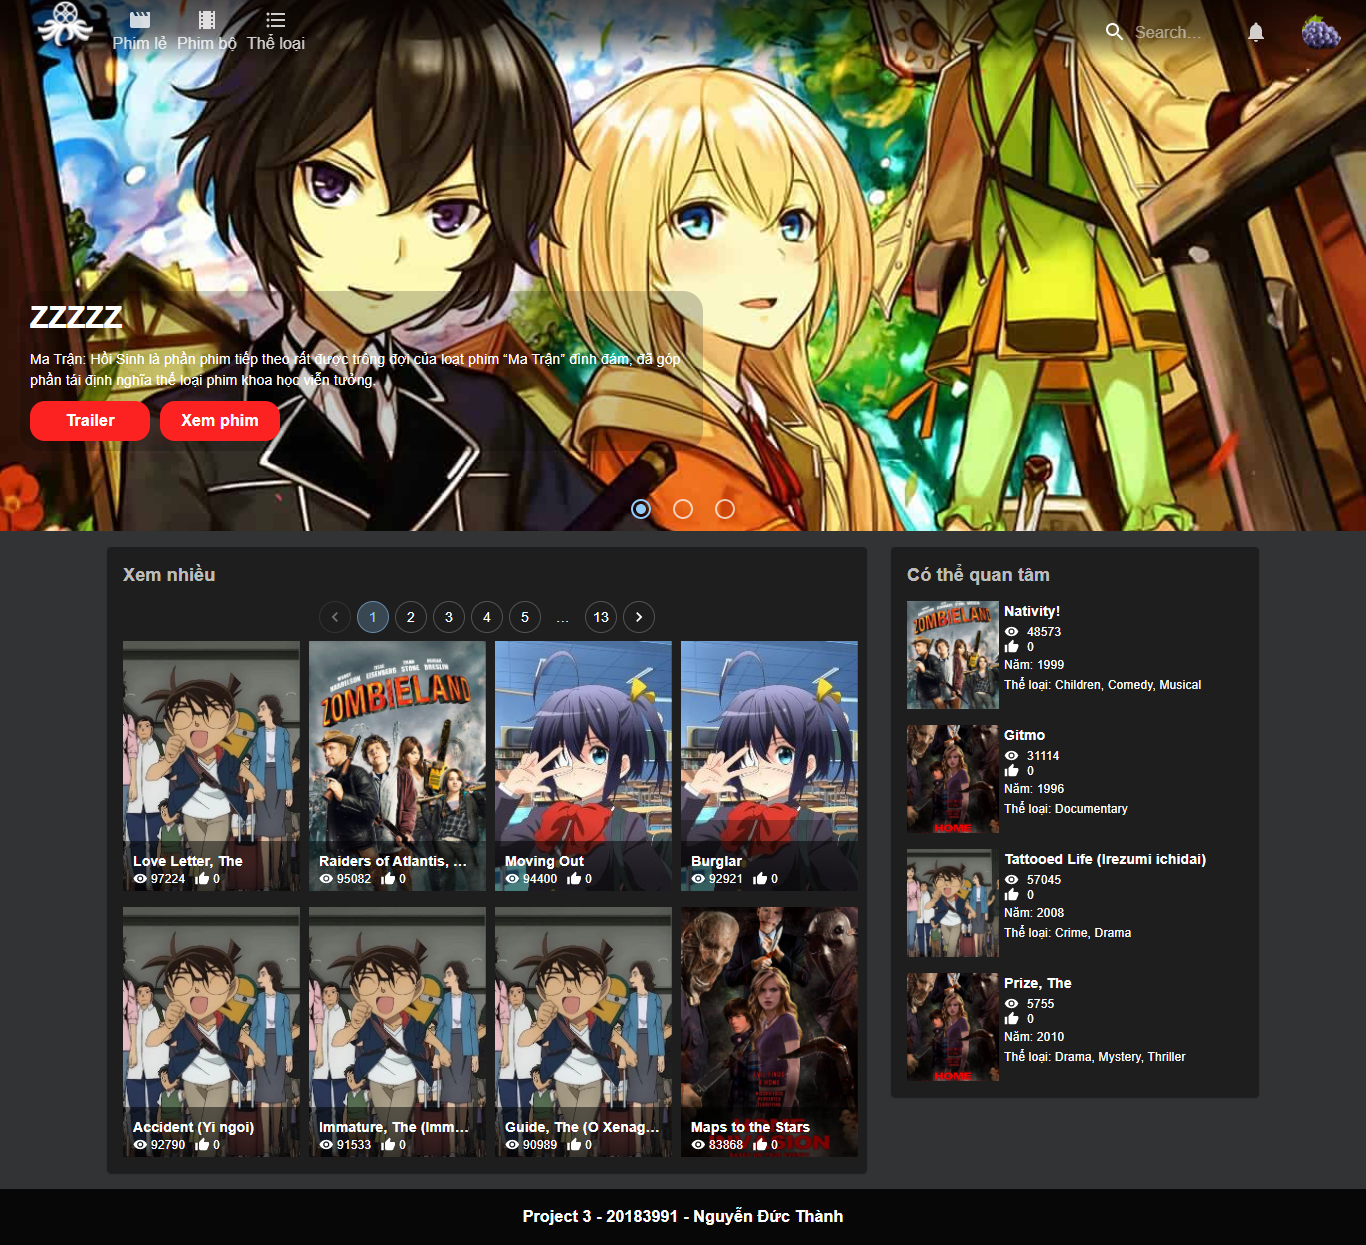 Phim lẻ Phim bộ Thể loại Search...
ZZZZZ
Ma Trận: Hồi Sinh là phần phim tiếp theo rất được trông đợi của loạt phim “Ma Trận” đình đám, đã góp
phần tái định nghĩa thể loại phim khoa học viễn tưởng.
Trailer Xem phim
Xem nhiều
1 2 3 4 5 ... 13
ZOMBIELAND
Love Letter, The
97224 0
Raiders of Atlantis, ...
95082 0
Moving Out
94400 0
Burglar
92921 0
Accident (Yi ngoi)
92790 0
Immature, The (Imm...
91533 0
Guide, The (O Xenag...
90989 0
Maps to the Stars
83868 0
Có thể quan tâm
ZOMBIELAND
Nativity!
48573
0
Năm: 1999
Thể loại: Children, Comedy, Musical
HOME
Gitmo
31114
0
Năm: 1996
Thể loại: Documentary
Tattooed Life (Irezumi ichidai)
57045
0
Năm: 2008
Thể loại: Crime, Drama
HOME
Prize, The
5755
0
Năm: 2010
Thể loại: Drama, Mystery, Thriller
Project 3 - 20183991 - Nguyễn Đức Thành